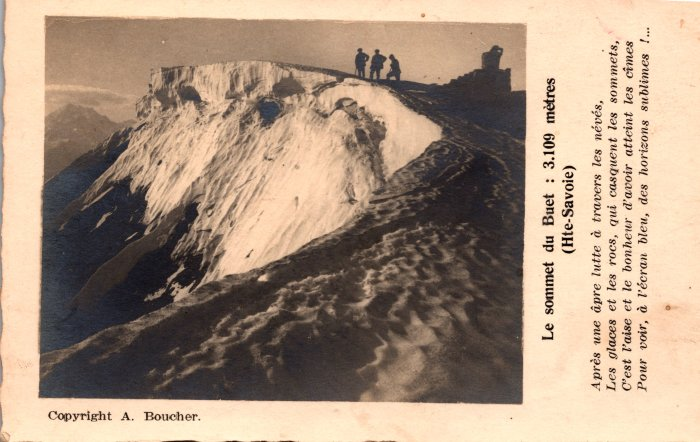 Le sommet du Buet : 3.109 mètres
(Hte-Savoie)
Après une âpre lutte à travers les névés,
Les glaces et les rocs, qui casquent les sommets,
C'est l'aise et le bonheur d'avoir atteint les cîmes
Pour voir, à l'écran bleu, des horizons sublimes !...
Copyright A. Boucher.